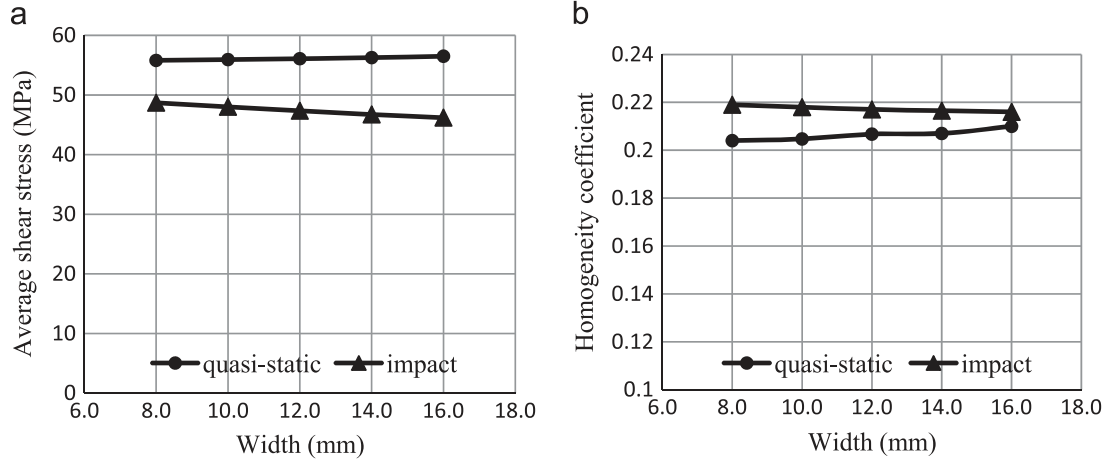 a
Average shear stress (MPa)
60
50
40
30
20
10
0
6.0 8.0 10.0 12.0 14.0 16.0 18.0
Width (mm)
quasi-static impact
b
Homogeneity coefficient
0.24
0.22
0.2
0.18
0.16
0.14
0.12
0.1
6.0 8.0 10.0 12.0 14.0 16.0 18.0
Width (mm)
quasi-static impact